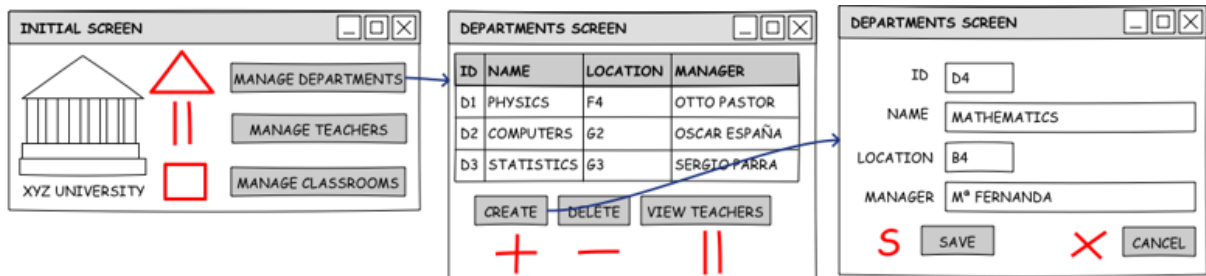 INITIAL SCREEN
MANAGE DEPARTMENTS
MANAGE TEACHERS
MANAGE CLASSROOMS
XYZ UNIVERSITY
DEPARTMENTS SCREEN
ID NAME LOCATION MANAGER
D1 PHYSICS F4 OTTO PASTOR
D2 COMPUTERS G2 OSCAR ESPAÑA
D3 STATISTICS G3 SERGIO PARRA
CREATE DELETE VIEW TEACHERS
DEPARTMENTS SCREEN
ID D4
NAME MATHEMATICS
LOCATION B4
MANAGER Mª FERNANDA
S SAVE CANCEL